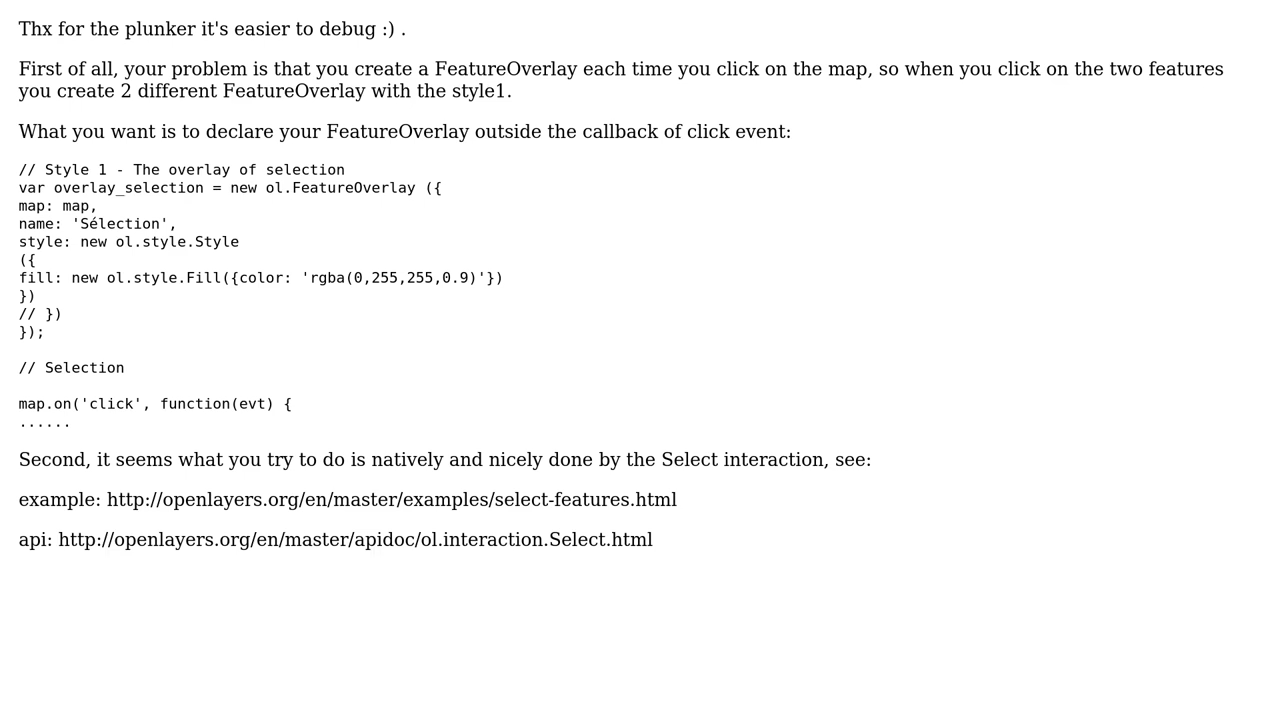 Thx for the plunker it's easier to debug :) .
First of all, your problem is that you create a FeatureOverlay each time you click on the map, so when you click on the two features
you create 2 different FeatureOverlay with the style1.
What you want is to declare your FeatureOverlay outside the callback of click event:
// Style 1 - The overlay of selection
var overlay_selection = new ol.FeatureOverlay ({
map: map,
name: 'Sélection',
style: new ol.style.Style
({
fill: new ol.style.Fill({color: 'rgba(0,255,255,0.9)'})
})
// })
});
// Selection
map.on('click', function(evt) {
......
Second, it seems what you try to do is natively and nicely done by the Select interaction, see:
example: http://openlayers.org/en/master/examples/select-features.html
api: http://openlayers.org/en/master/apidoc/ol.interaction.Select.html